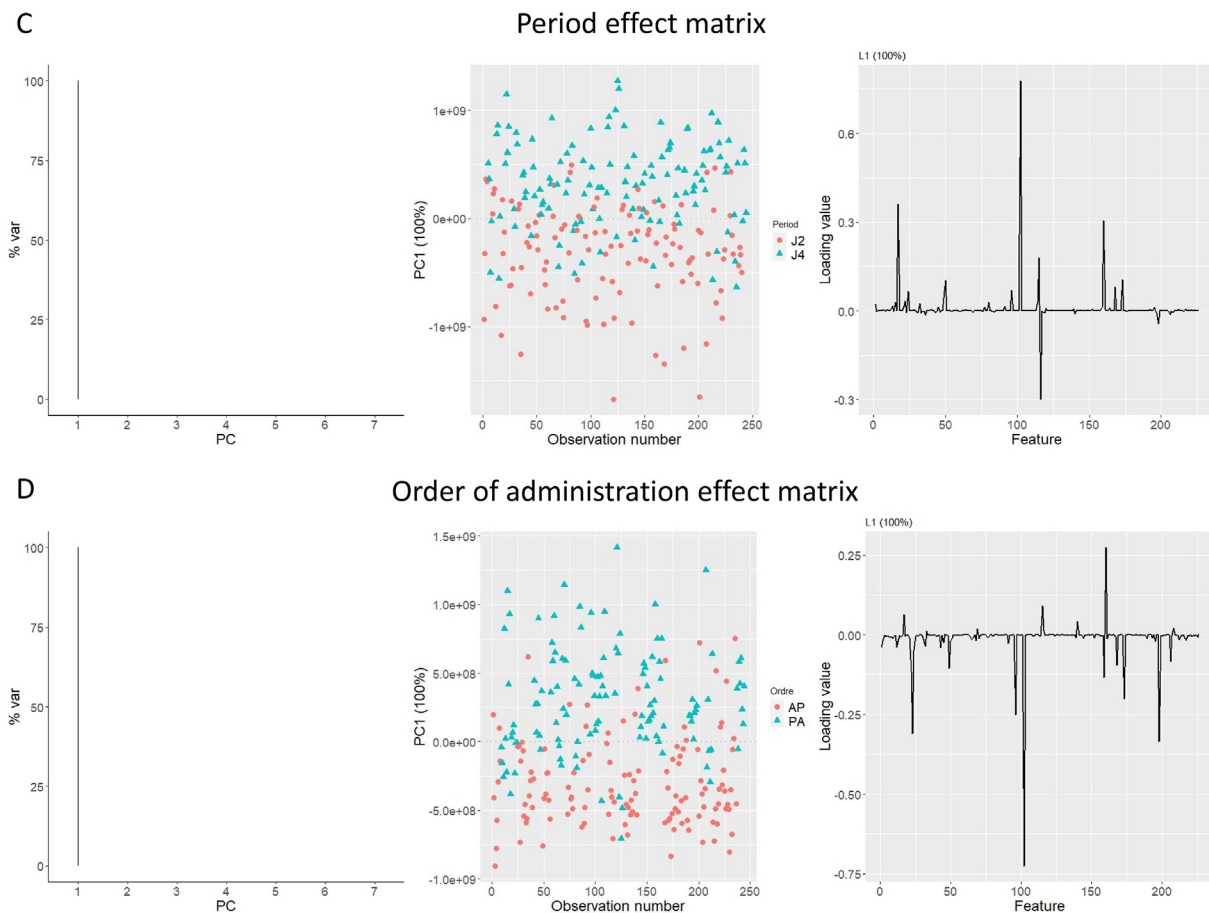 C
Period effect matrix
% var
100
75
50
25
0
1 2 3 4 5 6 7
PC
PC1 (100%)
1e+09
0e+00
-1e+09
0 50 100 150 200 250
Observation number
Period
J2
J4
L1 (100%)
Loading value
0.6
0.3
0.0
-0.3
0 50 100 150 200
Feature
D
Order of administration effect matrix
% var
100
75
50
25
0
1 2 3 4 5 6 7
PC
PC1 (100%)
1.5e+09
1.0e+09
5.0e+08
0.0e+00
-5.0e+08
-1.0e+09
0 50 100 150 200 250
Observation number
Ordre
AP
PA
L1 (100%)
Loading value
0.25
0.00
-0.25
-0.50
-0.75
0 50 100 150 200
Feature